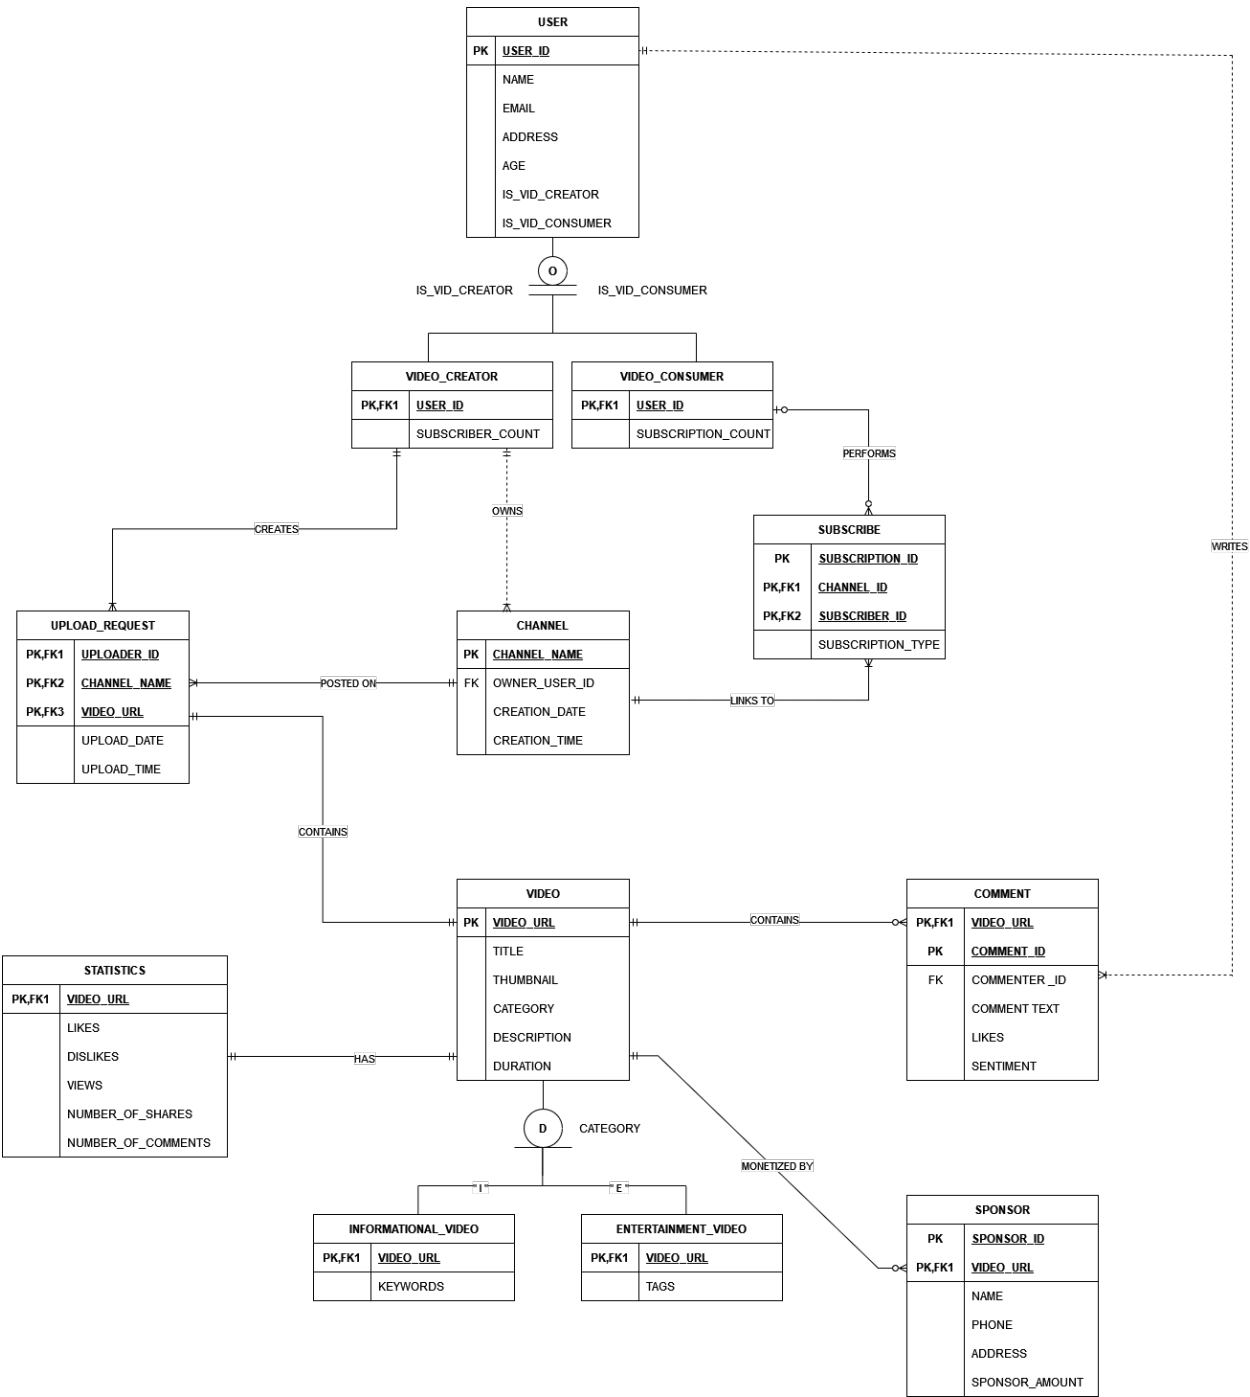 USER
PK USER_ID
NAME
EMAIL
ADDRESS
AGE
IS_VID_CREATOR
IS_VID_CONSUMER
O
IS_VID_CREATOR IS_VID_CONSUMER
VIDEO_CREATOR
PK,FK1 USER_ID
SUBSCRIBER_COUNT
VIDEO_CONSUMER
PK,FK1 USER_ID
SUBSCRIPTION_COUNT
PERFORMS
OWNS
CREATES
WRITES
SUBSCRIBE
PK SUBSCRIPTION_ID
PK,FK1 CHANNEL_ID
PK,FK2 SUBSCRIBER_ID
SUBSCRIPTION_TYPE
UPLOAD_REQUEST
PK,FK1 UPLOADER_ID
PK,FK2 CHANNEL_NAME
PK,FK3 VIDEO_URL
UPLOAD_DATE
UPLOAD_TIME
POSTED ON
CHANNEL
PK CHANNEL_NAME
FK OWNER_USER_ID
CREATION_DATE
CREATION_TIME
LINKS TO
CONTAINS
VIDEO
PK VIDEO_URL
TITLE
THUMBNAIL
CATEGORY
DESCRIPTION
DURATION
CONTAINS
COMMENT
PK,FK1 VIDEO_URL
PK COMMENT_ID
FK COMMENTER _ID
COMMENT TEXT
LIKES
SENTIMENT
STATISTICS
PK,FK1 VIDEO_URL
LIKES
DISLIKES
VIEWS
NUMBER_OF_SHARES
NUMBER_OF_COMMENTS
HAS
D CATEGORY
MONETIZED BY
" I " " E "
INFORMATIONAL_VIDEO
PK,FK1 VIDEO_URL
KEYWORDS
ENTERTAINMENT_VIDEO
PK,FK1 VIDEO_URL
TAGS
SPONSOR
PK SPONSOR_ID
PK,FK1 VIDEO_URL
NAME
PHONE
ADDRESS
SPONSOR_AMOUNT